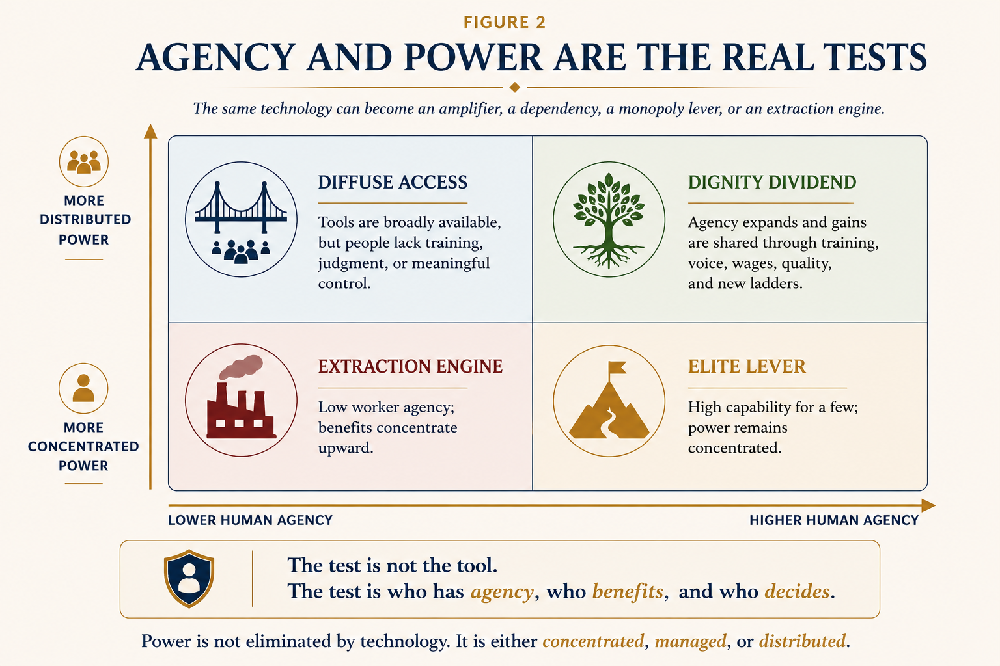 FIGURE 2
AGENCY AND POWER ARE THE REAL TESTS
The same technology can become an amplifier, a dependency, a monopoly lever, or an extraction engine.
MORE
DISTRIBUTED
POWER
DIFFUSE ACCESS
Tools are broadly available,
but people lack training,
judgment, or meaningful
control.
DIGNITY DIVIDEND
Agency expands and gains
are shared through training,
voice, wages, quality,
and new ladders.
MORE
CONCENTRATED
POWER
EXTRACTION ENGINE
Low worker agency;
benefits concentrate
upward.
ELITE LEVER
High capability for a few;
power remains
concentrated.
LOWER HUMAN AGENCY
HIGHER HUMAN AGENCY
The test is not the tool.
The test is who has agency, who benefits, and who decides.
Power is not eliminated by technology. It is either concentrated, managed, or distributed.